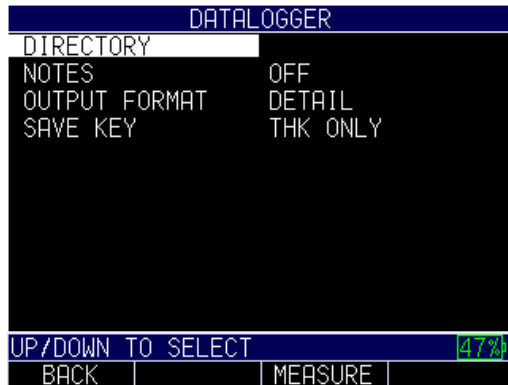 DATALOGGER
DIRECTORY
NOTES OFF
OUTPUT FORMAT DETAIL
SAVE KEY THK ONLY
UP/DOWN TO SELECT 47%
BACK MEASURE